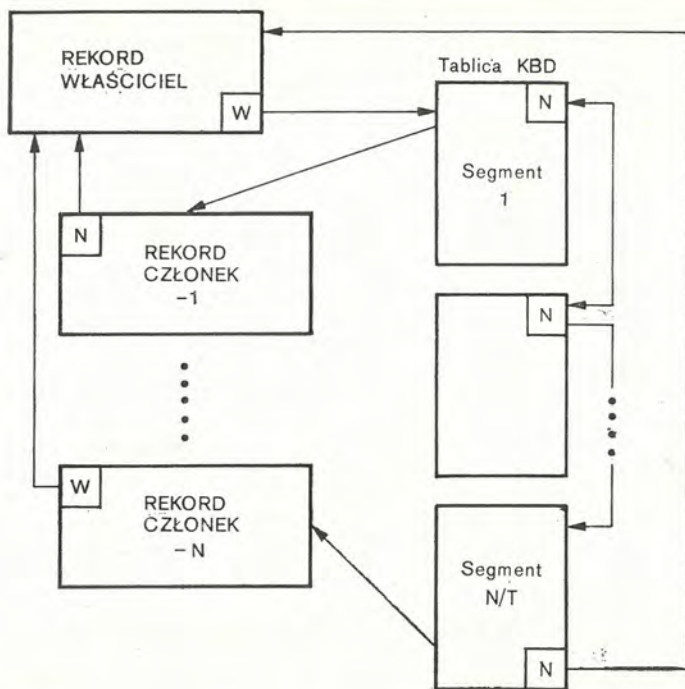 REKORD
WŁAŚCICIEL
W
Tablica KBD
N
Segment
1
N
REKORD
CZŁONEK
-1
N
W
REKORD
CZŁONEK
-N
Segment
N/T
N